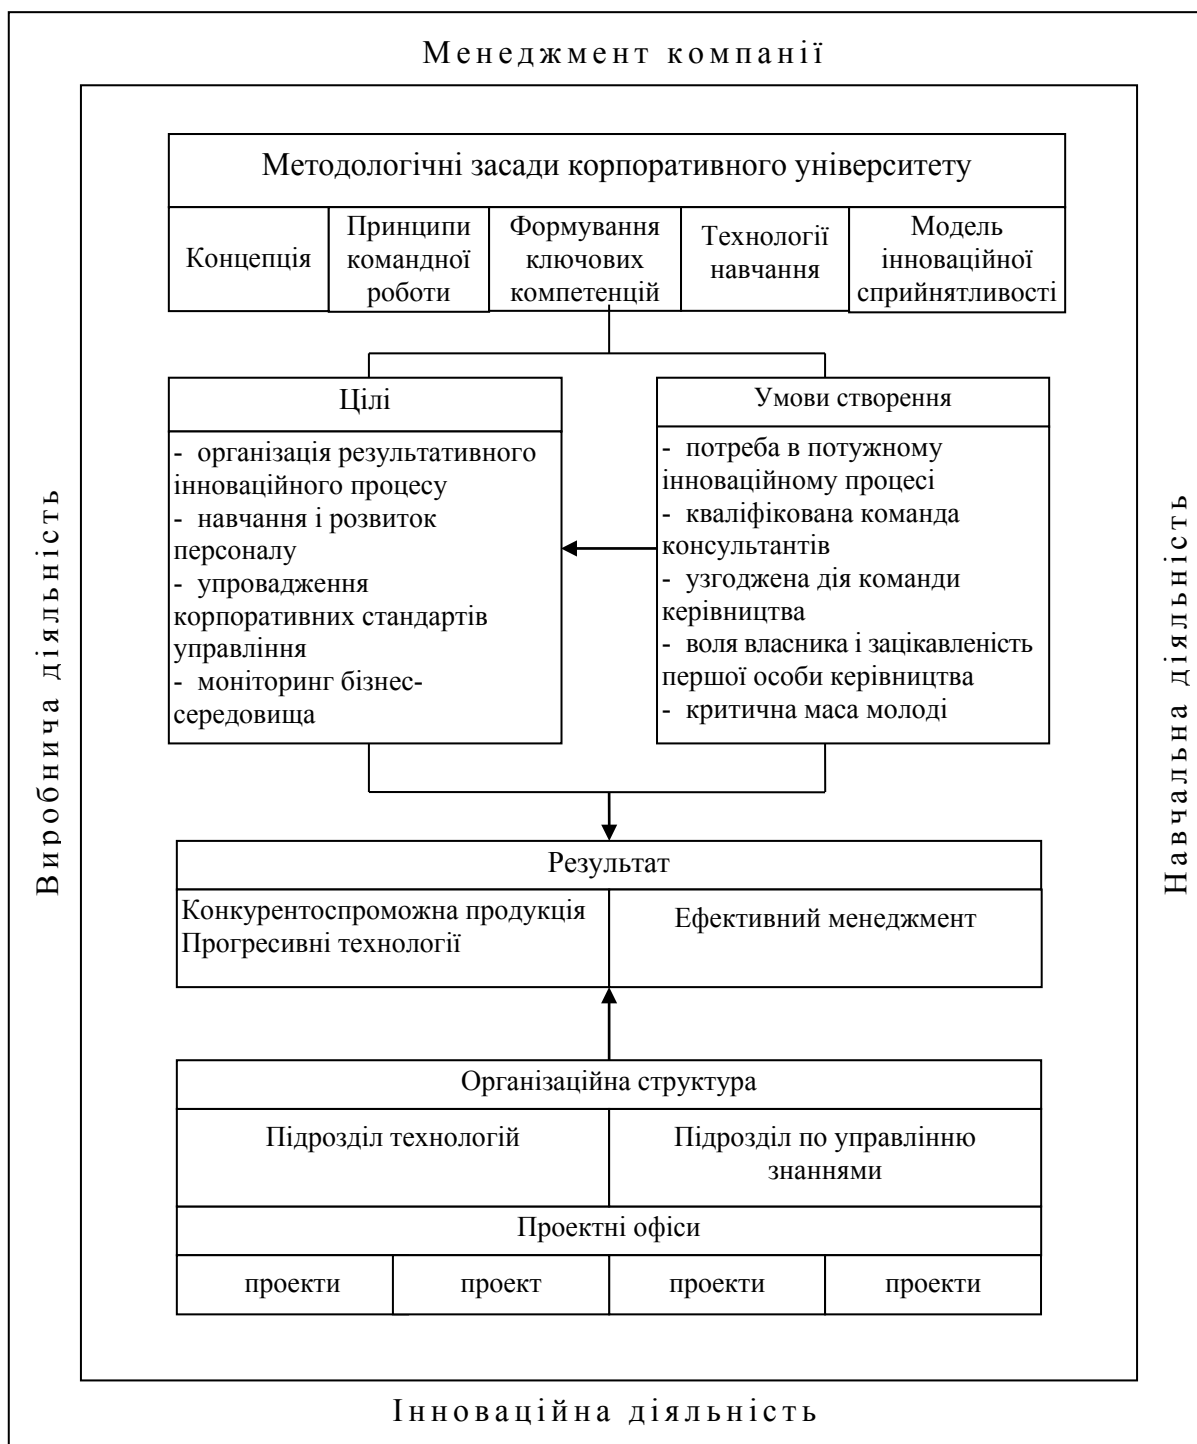 Менеджмент компанії
Методологічні засади корпоративного університету
Концепція
Принципи
командної
роботи
Формування
ключових
компетенцій
Технології
навчання
Модель
інноваційної
сприйнятливості
Цілі
- організація результативного
інноваційного процесу
- навчання і розвиток
персоналу
- упровадження
корпоративних стандартів
управління
- моніторинг бізнес-
середовища
Умови створення
- потреба в потужному
інноваційному процесі
- кваліфікована команда
консультантів
- узгоджена дія команди
керівництва
- воля власника і зацікавленість
першої особи керівництва
- критична маса молоді
Виробнича діяльність
Навчальна діяльність
Результат
Конкурентоспроможна продукція
Прогресивні технології
Ефективний менеджмент
Організаційна структура
Підрозділ технологій
Підрозділ по управлінню
знаннями
Проектні офіси
проекти
проект
проекти
проекти
Інноваційна діяльність